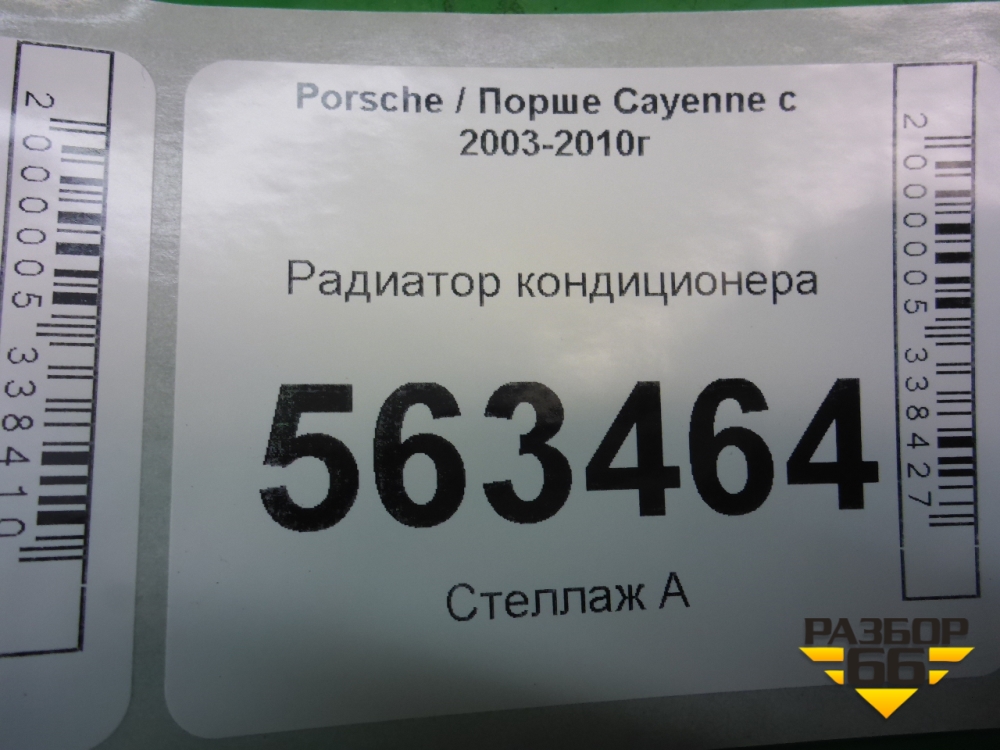 2000005338410
Porsche / Порше Cayenne с
2003-2010г
Радиатор кондиционера
563464
Стеллаж А
2000005338427
РАЗБОР
66